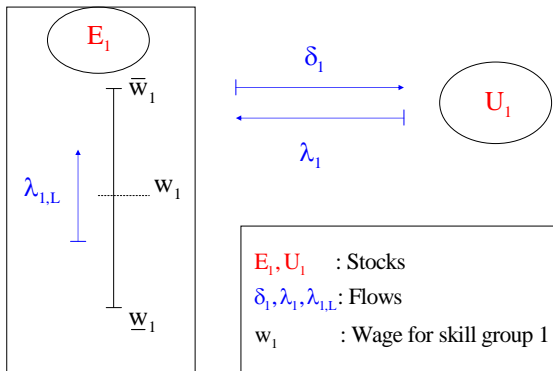 E₁
w̅₁
δ₁
U₁
λ₁
λ₁,L
w₁
w̲₁
E₁, U₁ : Stocks
δ₁, λ₁, λ₁,L : Flows
w₁ : Wage for skill group 1